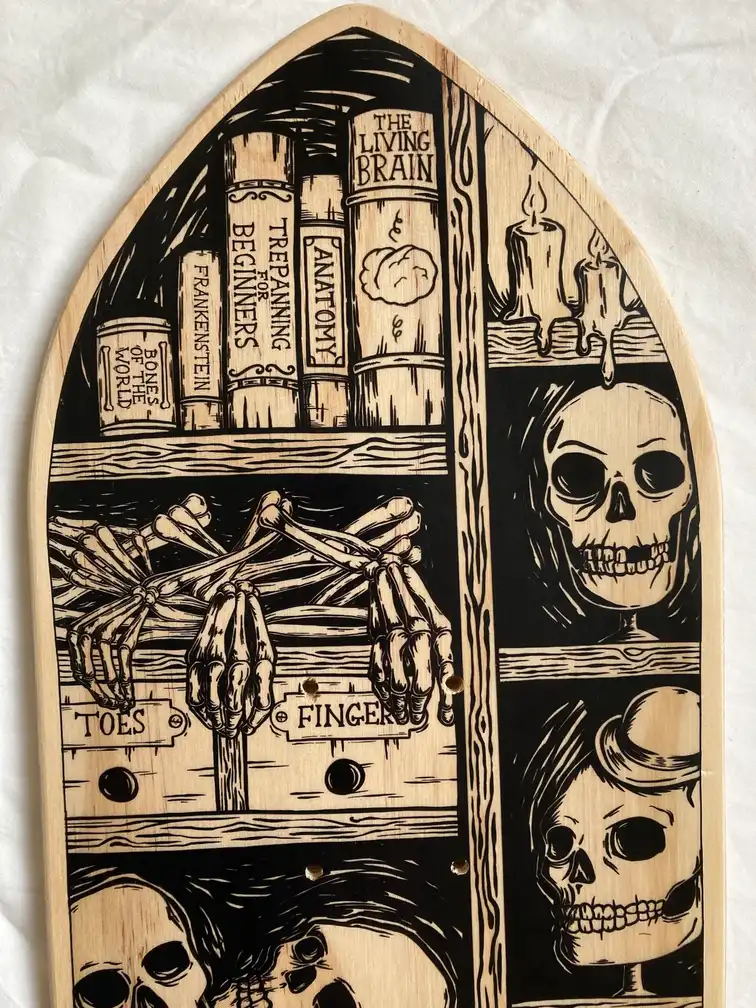 BONES
OF THE
WORLD
FRANKENSTEIN
TREPANNING
FOR
BEGINNERS
ANATOMY
THE
LIVING
BRAIN
TOES
FINGER